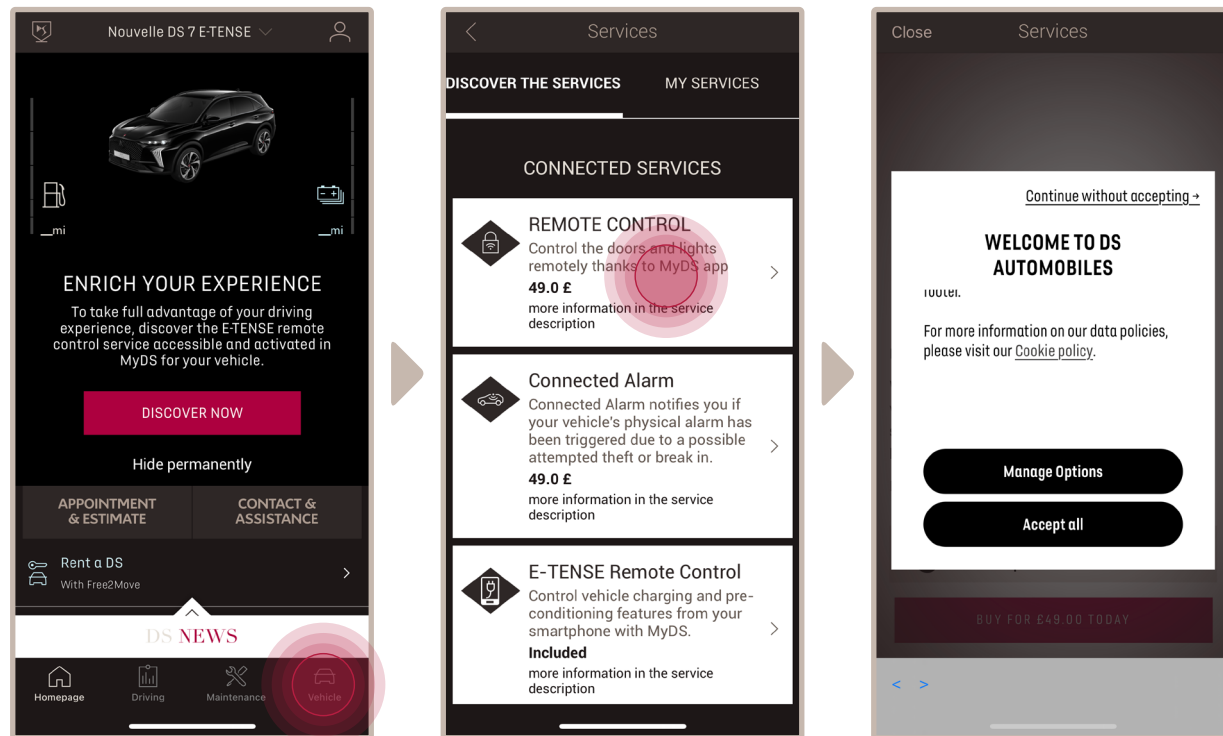 Nouvelle DS 7 E-TENSE
__mi
__mi
ENRICH YOUR EXPERIENCE
To take full advantage of your driving
experience, discover the E-TENSE remote
control service accessible and activated in
MyDS for your vehicle.
DISCOVER NOW
Hide permanently
APPOINTMENT
& ESTIMATE
CONTACT &
ASSISTANCE
Rent a DS
With Free2Move
DS NEWS
Homepage
Driving
Maintenance
Vehicle
Services
DISCOVER THE SERVICES
MY SERVICES
CONNECTED SERVICES
REMOTE CONTROL
Control the doors and lights
remotely thanks to MyDS app
49.0 £
more information in the service
description
Connected Alarm
Connected Alarm notifies you if
your vehicle's physical alarm has
been triggered due to a possible
attempted theft or break in.
49.0 £
more information in the service
description
E-TENSE Remote Control
Control vehicle charging and pre-
conditioning features from your
smartphone with MyDS.
Included
more information in the service
description
Close
Services
Continue without accepting →
WELCOME TO DS
AUTOMOBILES
footer.
For more information on our data policies,
please visit our Cookie policy.
Manage Options
Accept all
BUY FOR £49.00 TODAY
< >